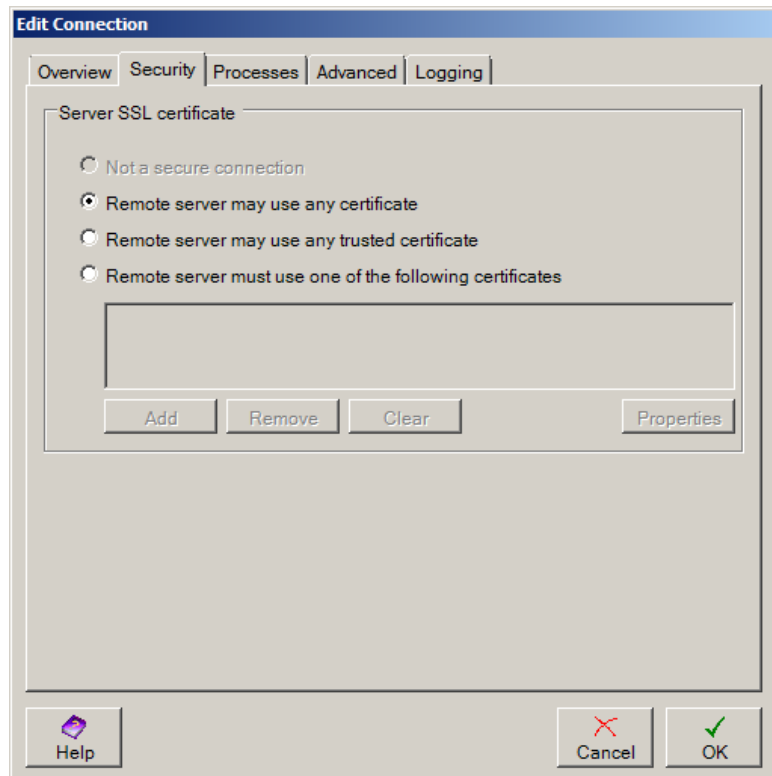 Edit Connection
Overview Security Processes Advanced Logging
Server SSL certificate
Not a secure connection
Remote server may use any certificate
Remote server may use any trusted certificate
Remote server must use one of the following certificates
Add Remove Clear Properties
Help Cancel OK